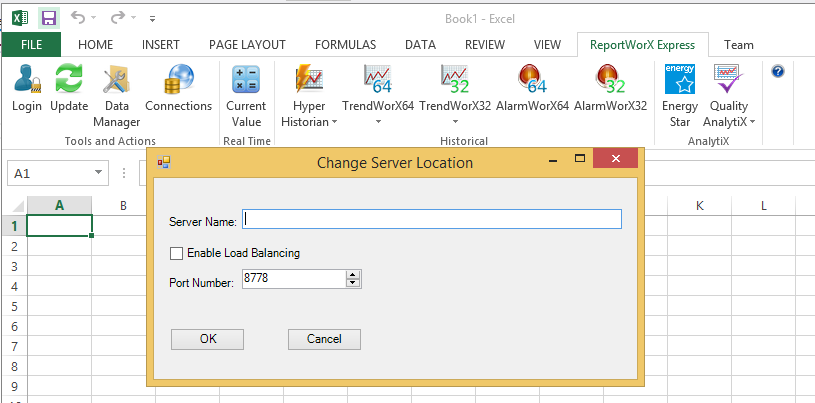 Book1 - Excel
FILE HOME INSERT PAGE LAYOUT FORMULAS DATA REVIEW VIEW ReportWorX Express Team
64 32 64 32 energy
Login Update Data Manager Connections Current Value Hyper Historian TrendWorX64 TrendWorX32 AlarmWorX64 AlarmWorX32 Energy Star Quality AnalytiX
Tools and Actions Real Time Historical AnalytiX
Change Server Location
A1
A B K L
1
Server Name:
2
Enable Load Balancing
3
Port Number: 8778
4
5
6
OK Cancel
7
8
9